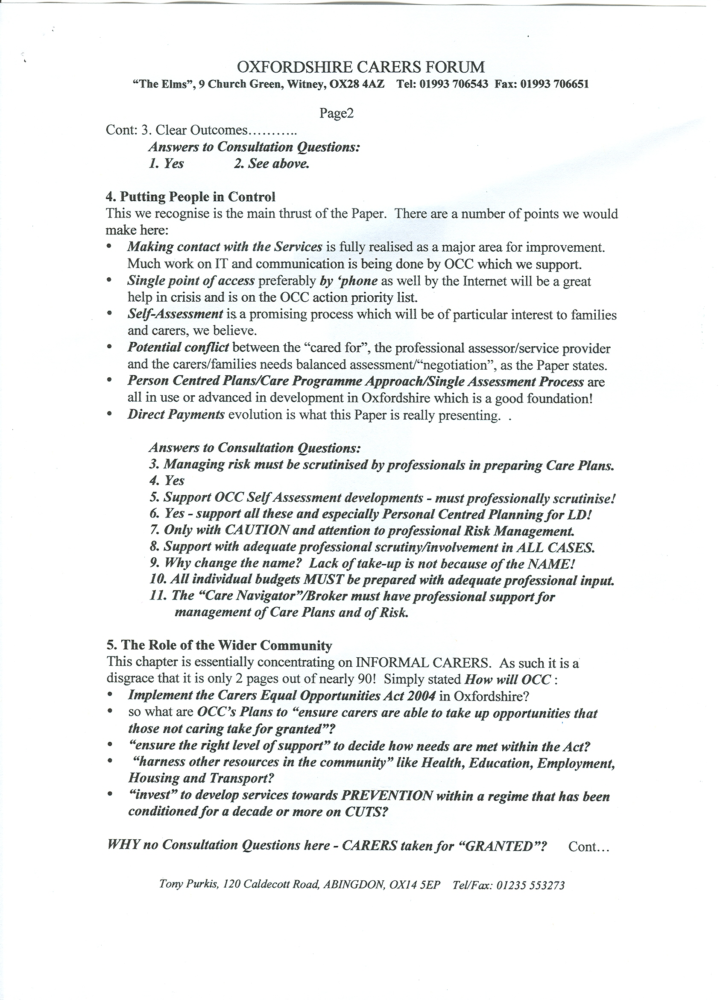 OXFORDSHIRE CARERS FORUM
“The Elms”, 9 Church Green, Witney, OX28 4AZ Tel: 01993 706543 Fax: 01993 706651
Page2
Cont: 3. Clear Outcomes...........
Answers to Consultation Questions:
1. Yes 2. See above.
4. Putting People in Control
This we recognise is the main thrust of the Paper. There are a number of points we would
make here:
• Making contact with the Services is fully realised as a major area for improvement.
Much work on IT and communication is being done by OCC which we support.
• Single point of access preferably by ‘phone as well by the Internet will be a great
help in crisis and is on the OCC action priority list.
• Self-Assessment is a promising process which will be of particular interest to families
and carers, we believe.
• Potential conflict between the “cared for”, the professional assessor/service provider
and the carers/families needs balanced assessment/“negotiation”, as the Paper states.
• Person Centred Plans/Care Programme Approach/Single Assessment Process are
all in use or advanced in development in Oxfordshire which is a good foundation!
• Direct Payments evolution is what this Paper is really presenting. .
Answers to Consultation Questions:
3. Managing risk must be scrutinised by professionals in preparing Care Plans.
4. Yes
5. Support OCC Self Assessment developments - must professionally scrutinise!
6. Yes - support all these and especially Personal Centred Planning for LD!
7. Only with CAUTION and attention to professional Risk Management.
8. Support with adequate professional scrutiny/involvement in ALL CASES.
9. Why change the name? Lack of take-up is not because of the NAME!
10. All individual budgets MUST be prepared with adequate professional input.
11. The “Care Navigator”/Broker must have professional support for
management of Care Plans and of Risk.
5. The Role of the Wider Community
This chapter is essentially concentrating on INFORMAL CARERS. As such it is a
disgrace that it is only 2 pages out of nearly 90! Simply stated How will OCC :
• Implement the Carers Equal Opportunities Act 2004 in Oxfordshire?
• so what are OCC’s Plans to “ensure carers are able to take up opportunities that
those not caring take for granted”?
• “ensure the right level of support” to decide how needs are met within the Act?
• “harness other resources in the community” like Health, Education, Employment,
Housing and Transport?
• “invest” to develop services towards PREVENTION within a regime that has been
conditioned for a decade or more on CUTS?
WHY no Consultation Questions here - CARERS taken for “GRANTED”? Cont...
Tony Purkis, 120 Caldecott Road, ABINGDON, OX14 5EP Tel/Fax: 01235 553273